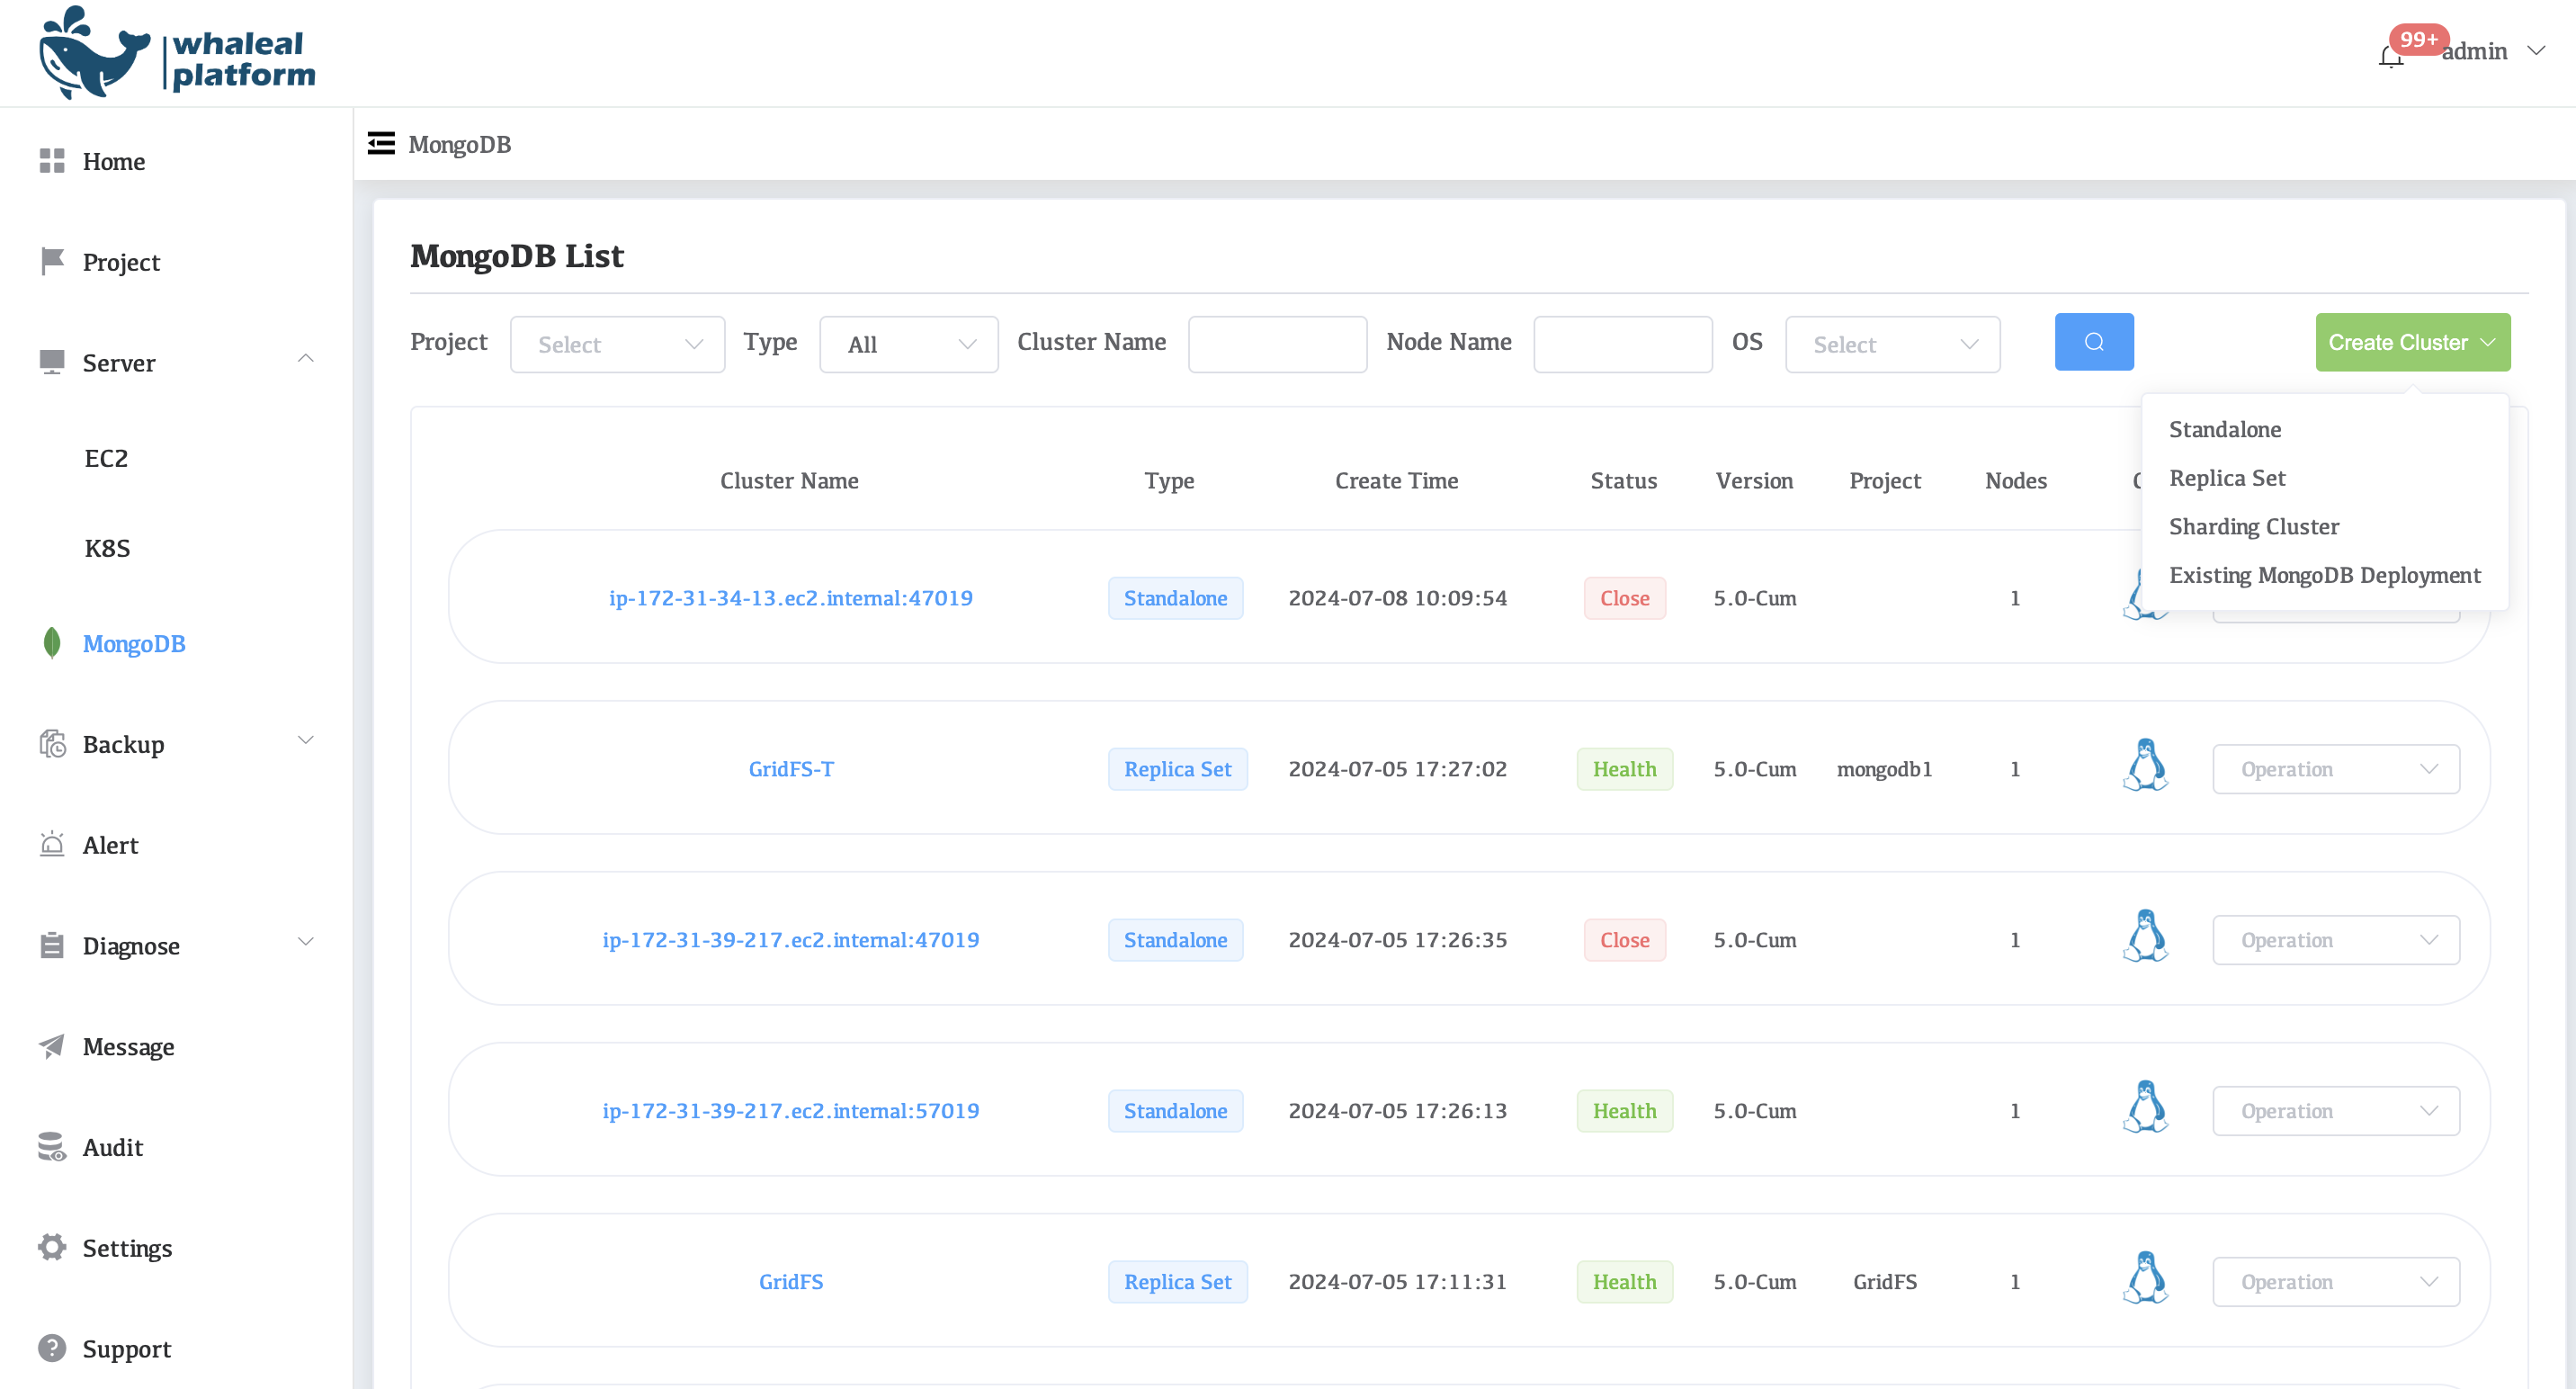 whaleal
platform
99+
admin
Home
Project
Server
EC2
K8S
MongoDB
Backup
Alert
Diagnose
Message
Audit
Settings
Support
MongoDB
MongoDB List
Project Select Type All Cluster Name Node Name OS Select Create Cluster
Standalone
Replica Set
Sharding Cluster
Existing MongoDB Deployment
Cluster Name Type Create Time Status Version Project Nodes
ip-172-31-34-13.ec2.internal:47019 Standalone 2024-07-08 10:09:54 Close 5.0-Cum 1
GridFS-T Replica Set 2024-07-05 17:27:02 Health 5.0-Cum mongodb1 1 Operation
ip-172-31-39-217.ec2.internal:47019 Standalone 2024-07-05 17:26:35 Close 5.0-Cum 1 Operation
ip-172-31-39-217.ec2.internal:57019 Standalone 2024-07-05 17:26:13 Health 5.0-Cum 1 Operation
GridFS Replica Set 2024-07-05 17:11:31 Health 5.0-Cum GridFS 1 Operation